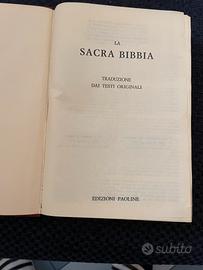 LA
SACRA BIBBIA
TRADUZIONE
DAI TESTI ORIGINALI
EDIZIONI PAOLINE
subito